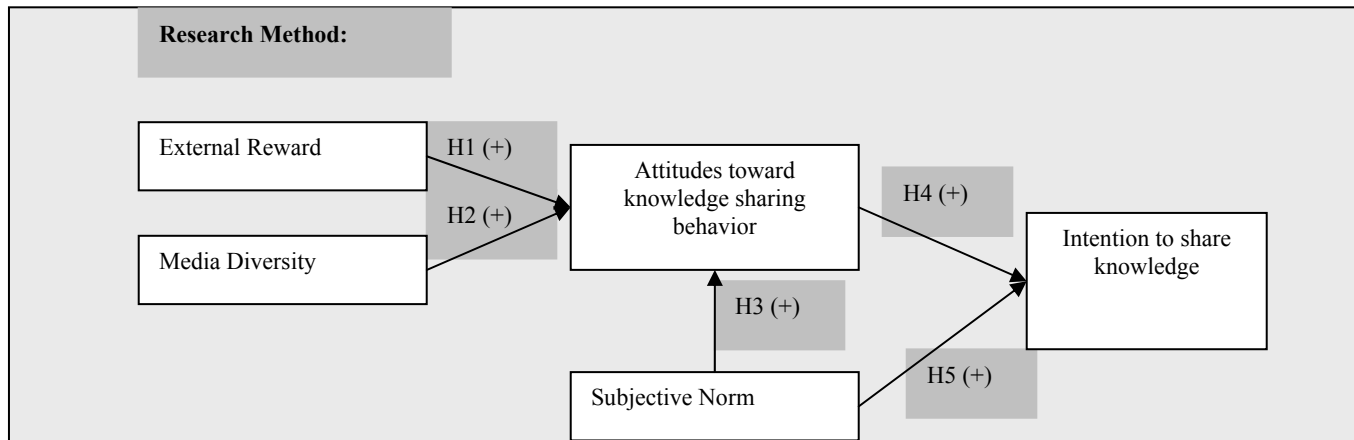 Research Method:
External Reward
H1 (+)
Attitudes toward
knowledge sharing
behavior
H4 (+)
H2 (+)
Intention to share
knowledge
Media Diversity
H3 (+)
H5 (+)
Subjective Norm